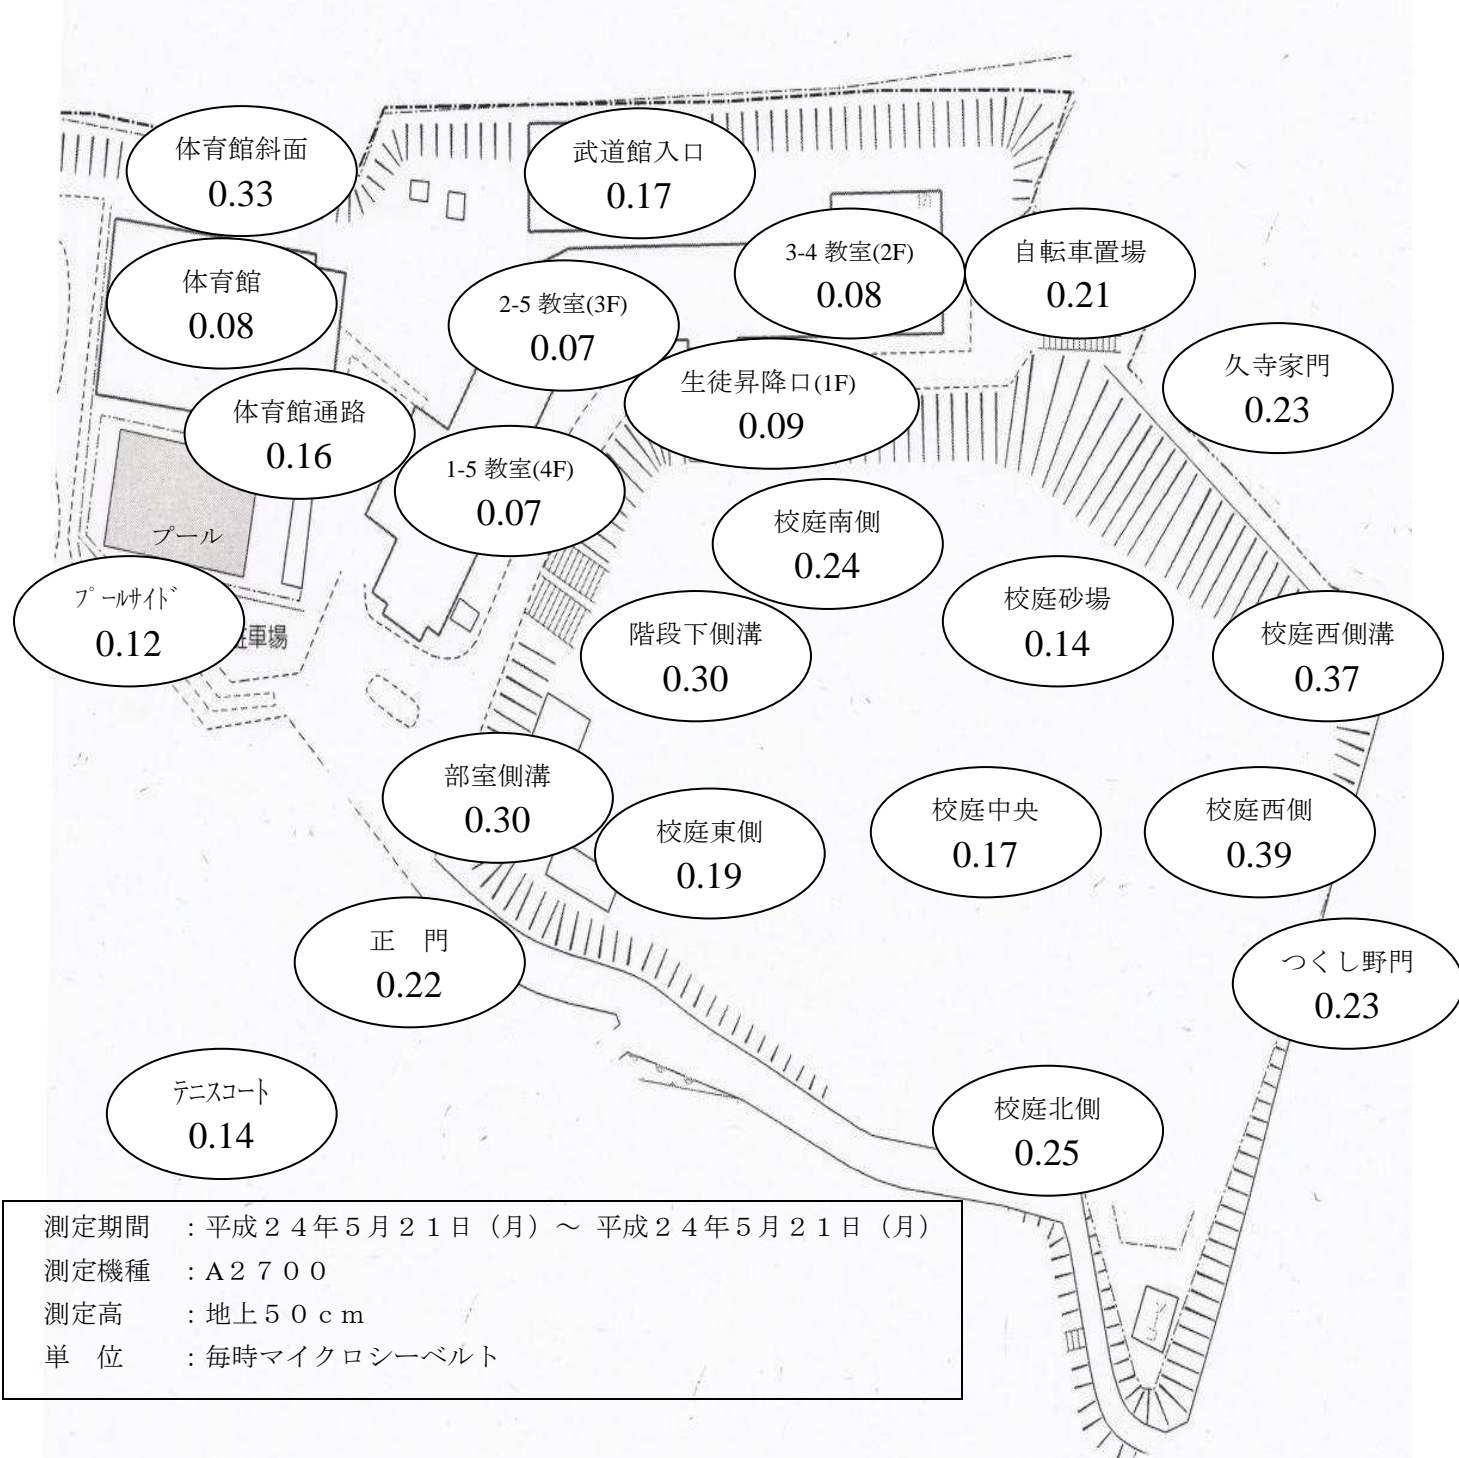 体育館斜面
0.33
武道館入口
0.17
3-4 教室(2F)
0.08
自転車置場
0.21
体育館
0.08
2-5 教室(3F)
0.07
生徒昇降口(1F)
0.09
久寺家門
0.23
体育館通路
0.16
1-5 教室(4F)
0.07
校庭南側
0.24
プール
プールサイド
0.12
車場
階段下側溝
0.30
校庭砂場
0.14
校庭西側溝
0.37
部室側溝
0.30
校庭東側
0.19
校庭中央
0.17
校庭西側
0.39
正　門
0.22
つくし野門
0.23
テニスコート
0.14
校庭北側
0.25
測定期間　：平成２４年５月２１日（月）～ 平成２４年５月２１日（月）
測定機種　：A２７００
測定高　　：地上５０ｃｍ
単　位　　：毎時マイクロシーベルト